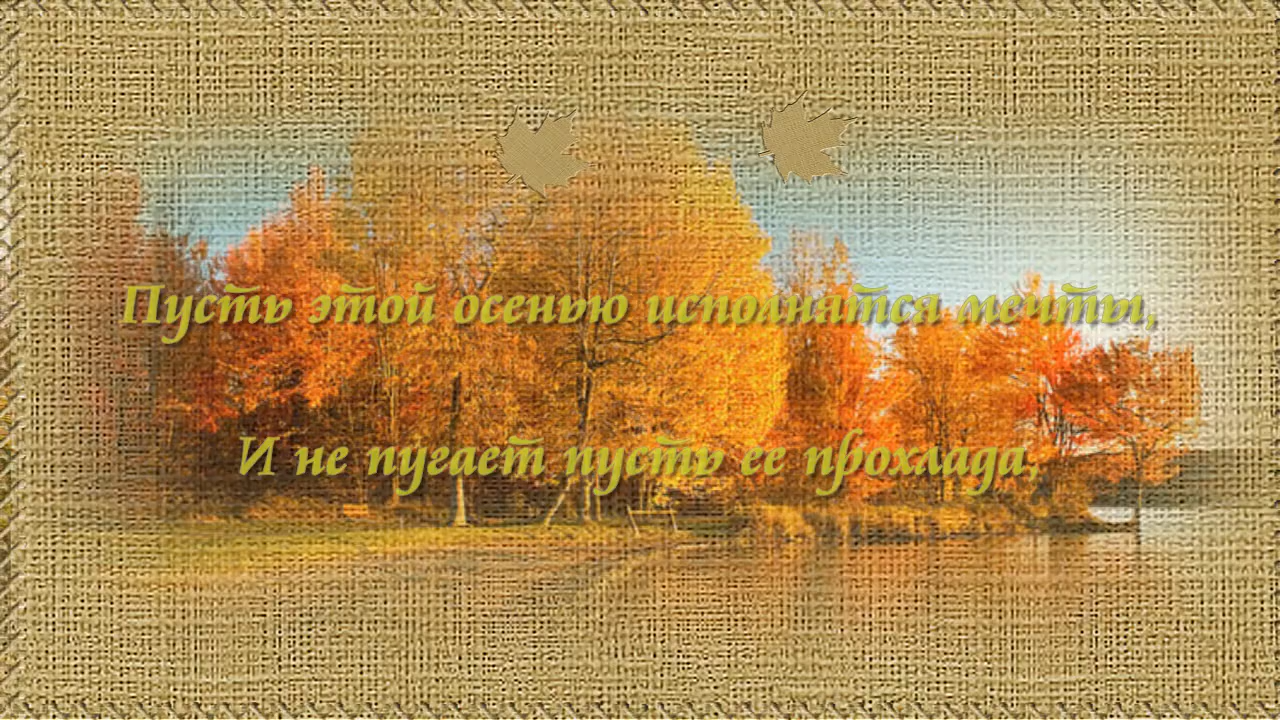 Пусть этой осенью исполнятся мечты,
И не пугает пусть ее прохлада,